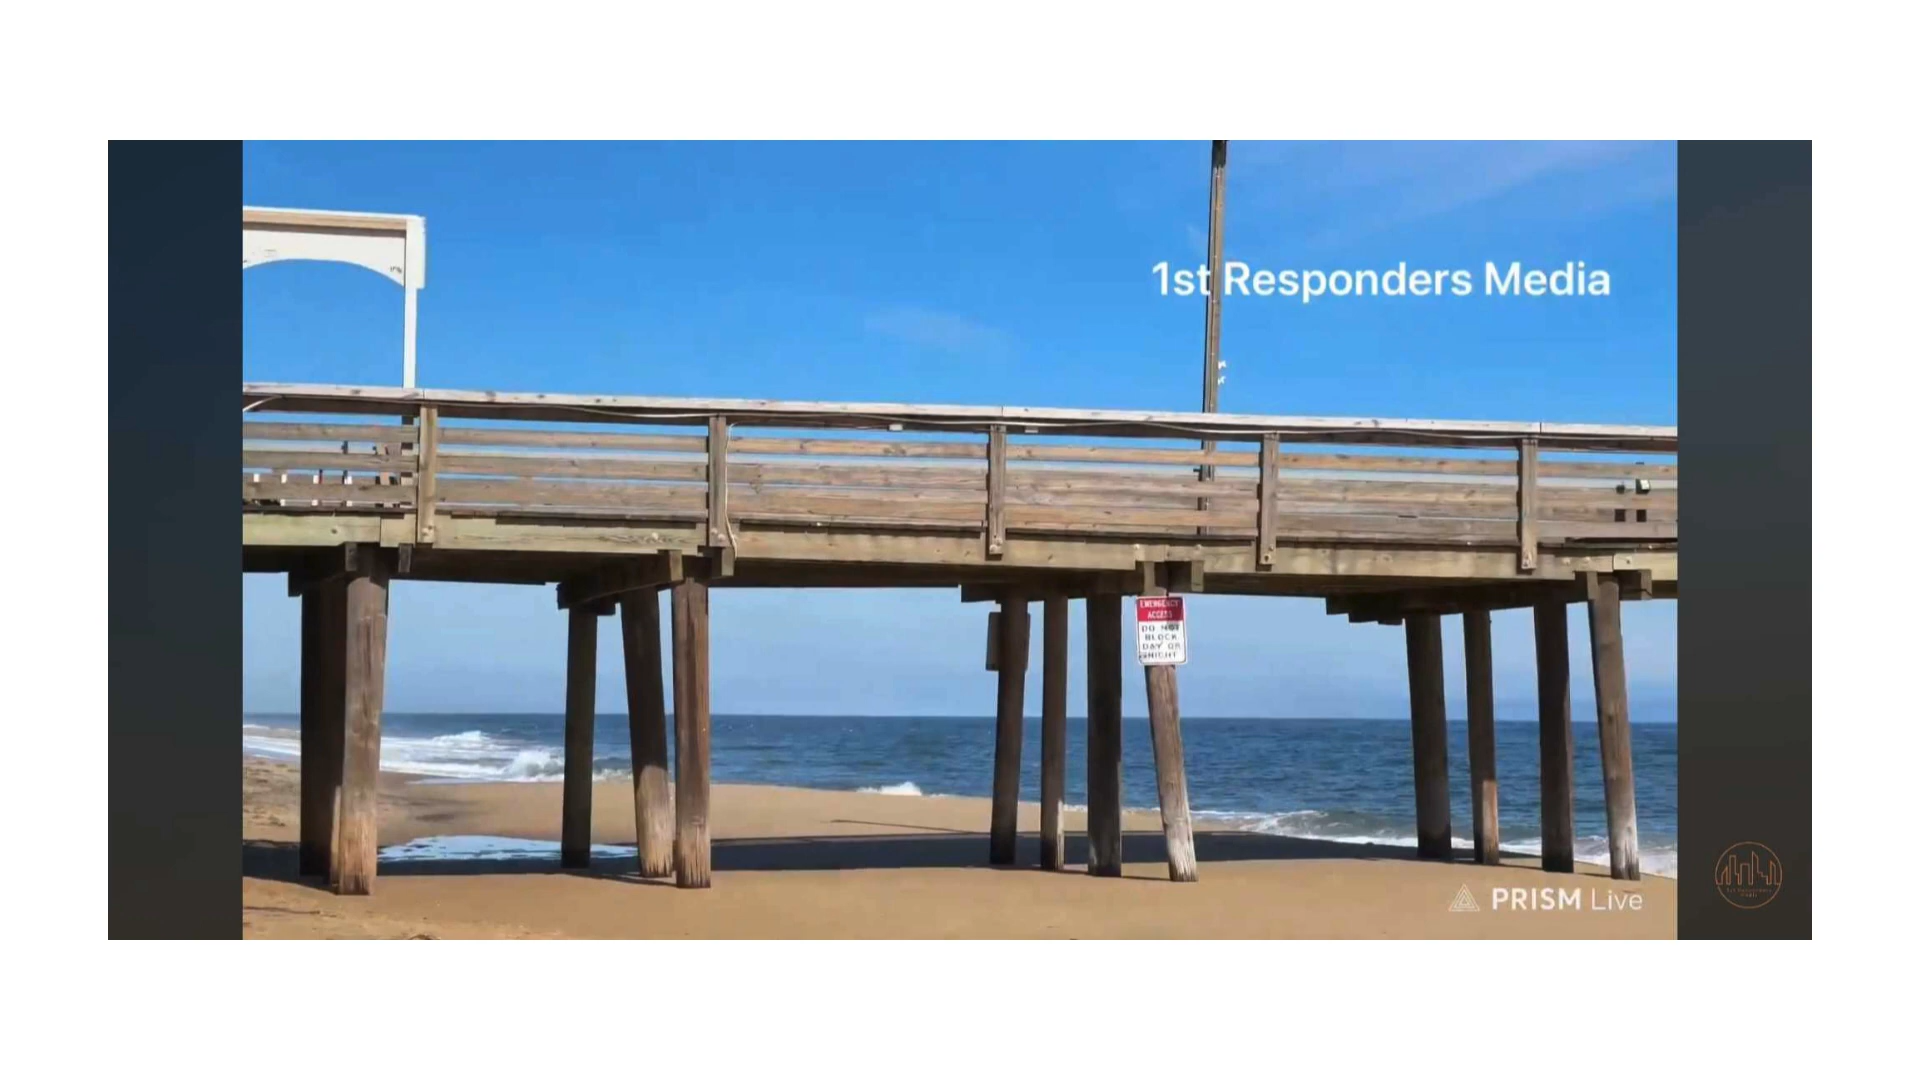 1st Responders Media
EMERGENCY
ACCESS
DO NOT
BLOCK
DAY OR
NIGHT
PRISM Live